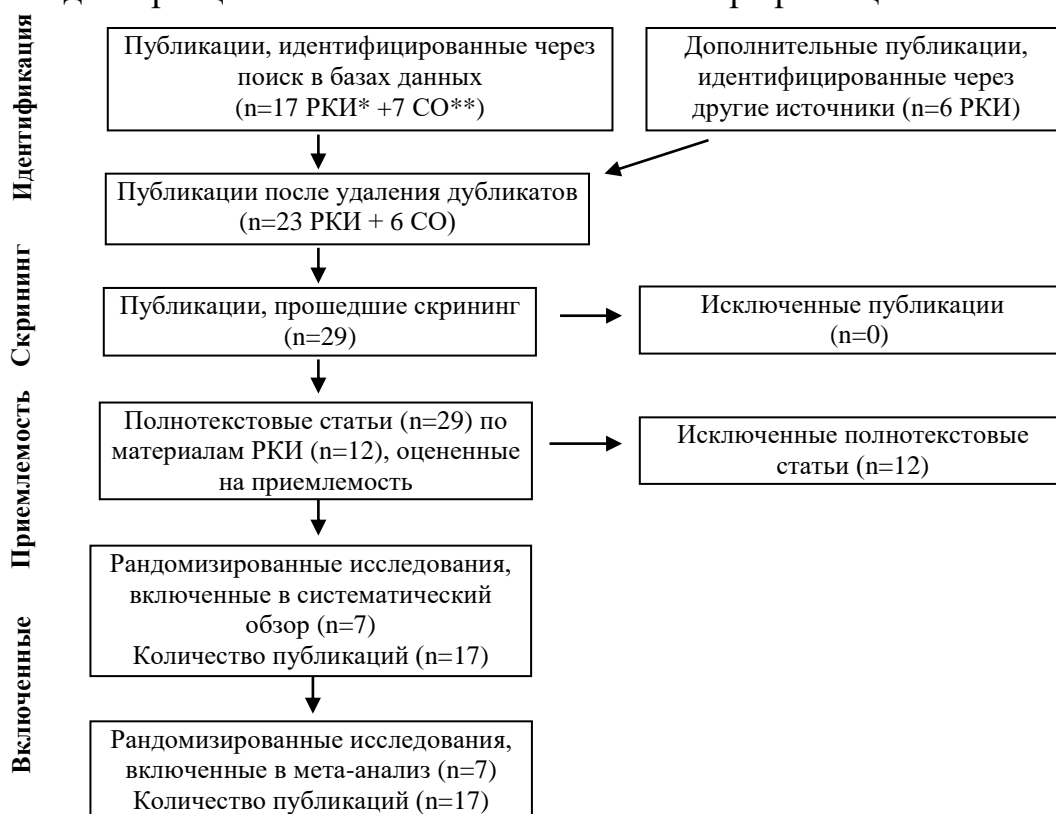 Идентификация
Публикации, идентифицированные через
поиск в базах данных
(n=17 РКИ* +7 СО**)
Дополнительные публикации,
идентифицированные через
другие источники (n=6 РКИ)
Публикации после удаления дубликатов
(n=23 РКИ + 6 СО)
Скрининг
Публикации, прошедшие скрининг
(n=29)
Исключенные публикации
(n=0)
Приемлемость
Полнотекстовые статьи (n=29) по
материалам РКИ (n=12), оцененные
на приемлемость
Исключенные полнотекстовые
статьи (n=12)
Включенные
Рандомизированные исследования,
включенные в систематический
обзор (n=7)
Количество публикаций (n=17)
Рандомизированные исследования,
включенные в мета-анализ (n=7)
Количество публикаций (n=17)